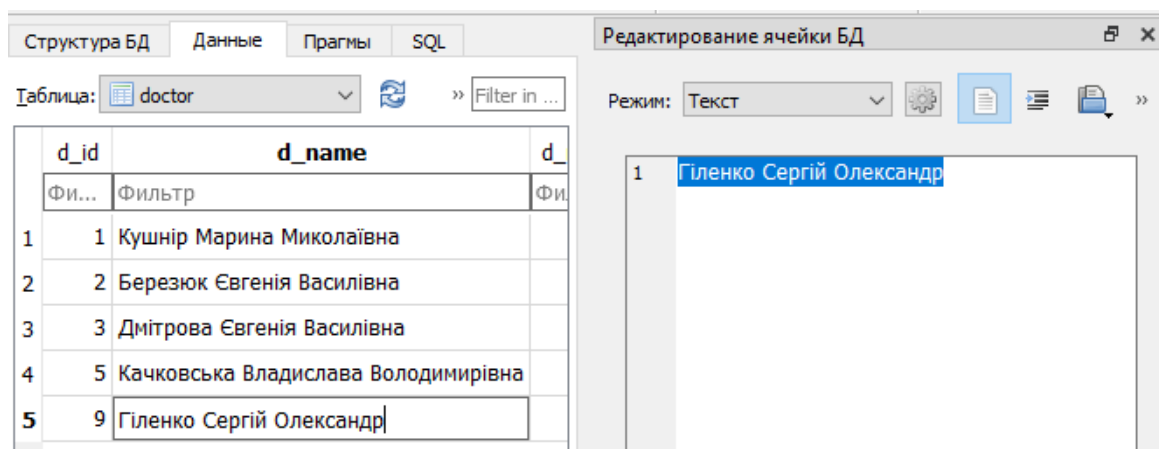 Структура БД Данные Прагмы SQL
Таблица: doctor » Filter in ...
d_id d_name d_
Фи... Фильтр Фи.
1 1 Кушнір Марина Миколаївна
2 2 Березюк Євгенія Василівна
3 3 Дмітрова Євгенія Василівна
4 5 Качковська Владислава Володимирівна
5 9 Гіленко Сергій Олександр
Редактирование ячейки БД
Режим: Текст »
1 Гіленко Сергій Олександр